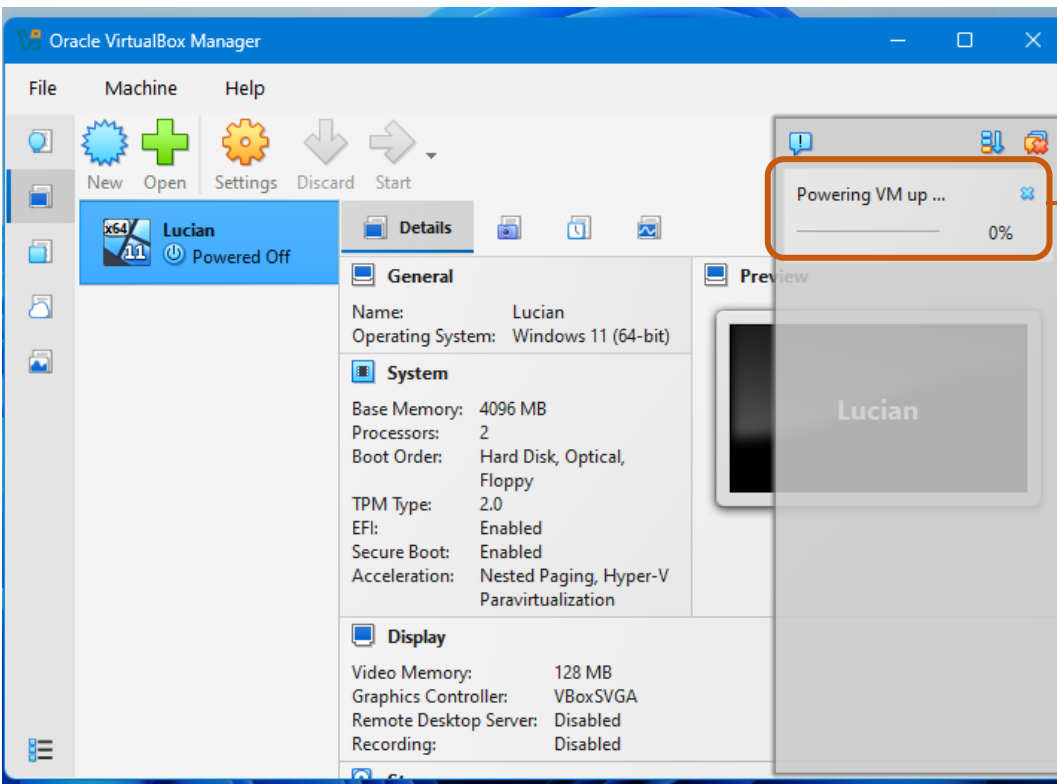 Oracle VirtualBox Manager
File Machine Help
New Open Settings Discard Start
Powering VM up ...
0%
x64
11
Lucian
Powered Off
Details
General
Name: Lucian
Operating System: Windows 11 (64-bit)
Preview
Lucian
System
Base Memory: 4096 MB
Processors: 2
Boot Order: Hard Disk, Optical,
Floppy
TPM Type: 2.0
EFI: Enabled
Secure Boot: Enabled
Acceleration: Nested Paging, Hyper-V
Paravirtualization
Display
Video Memory: 128 MB
Graphics Controller: VBoxSVGA
Remote Desktop Server: Disabled
Recording: Disabled